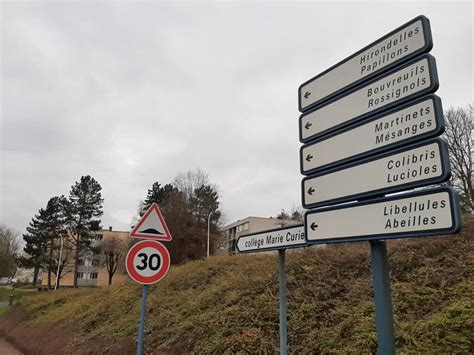 Hirondelles
Papillons
Bouvreuils
Rossignols
Martinets
Mésanges
Colibris
Lucioles
Libellules
Abeilles
collège Marie Curie
30